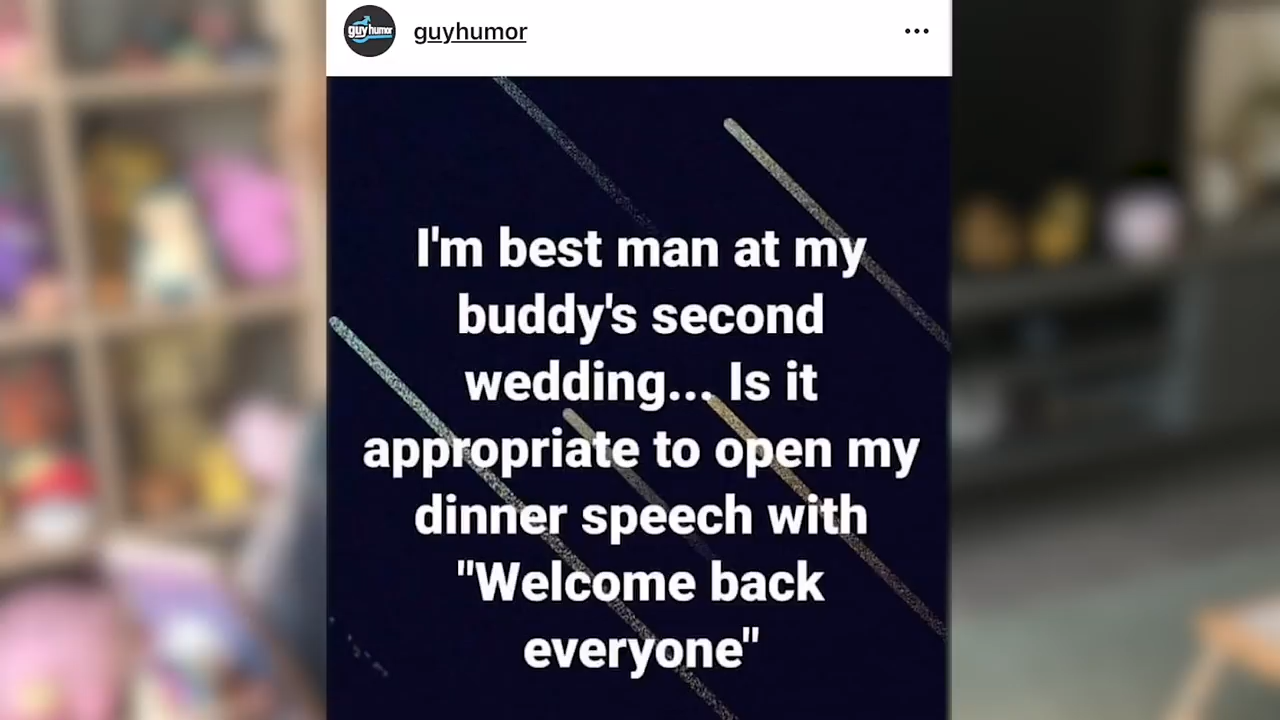 guyhumor
guyhumor
I'm best man at my
buddy's second
wedding... Is it
appropriate to open my
dinner speech with
"Welcome back
everyone"